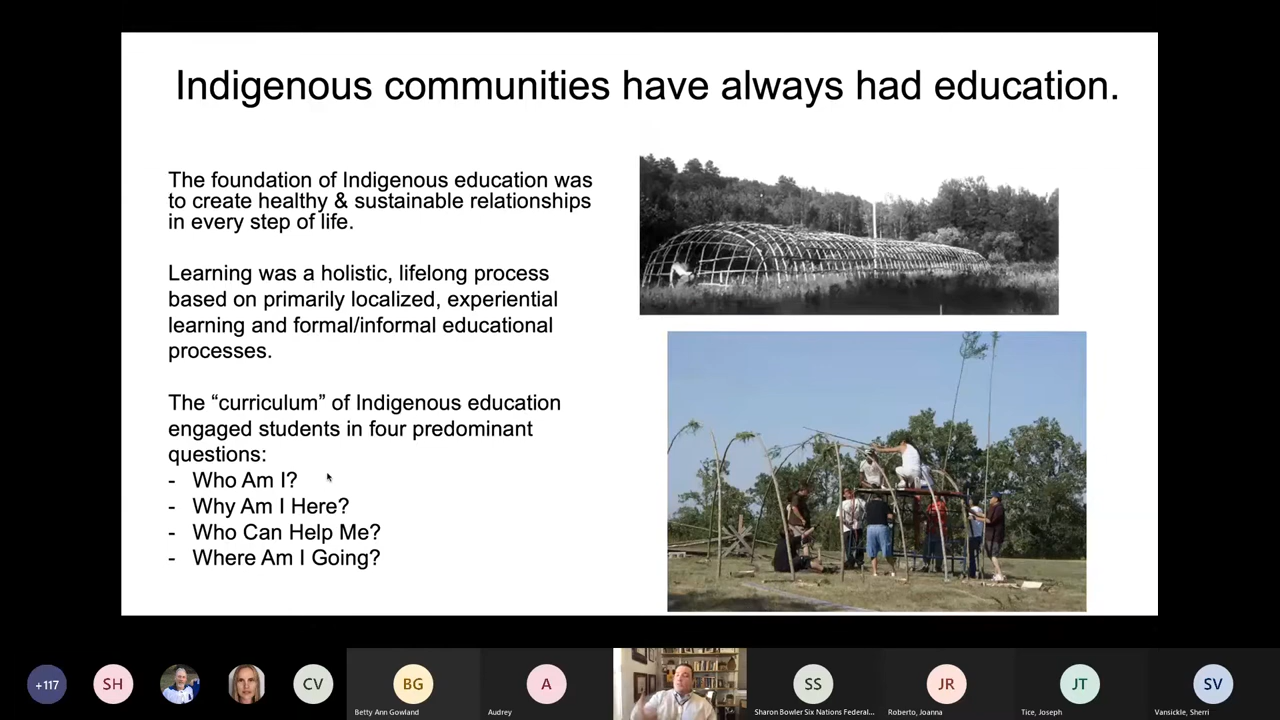 Indigenous communities have always had education.
The foundation of Indigenous education was
to create healthy & sustainable relationships
in every step of life.
Learning was a holistic, lifelong process
based on primarily localized, experiential
learning and formal/informal educational
processes.
The “curriculum” of Indigenous education
engaged students in four predominant
questions:
- Who Am I?
- Why Am I Here?
- Who Can Help Me?
- Where Am I Going?
+117
SH
CV
BG
A
SS
JR
JT
SV
Betty Ann Gowland
Audrey
Sharon Bowler Six Nations Federal...
Roberto, Joanna
Tice, Joseph
Vansickle, Sherri